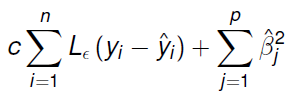 c∑_{i=1}^{n} L_ϵ (y_i − ŷ_i) + ∑_{j=1}^{p} β̂_j^2